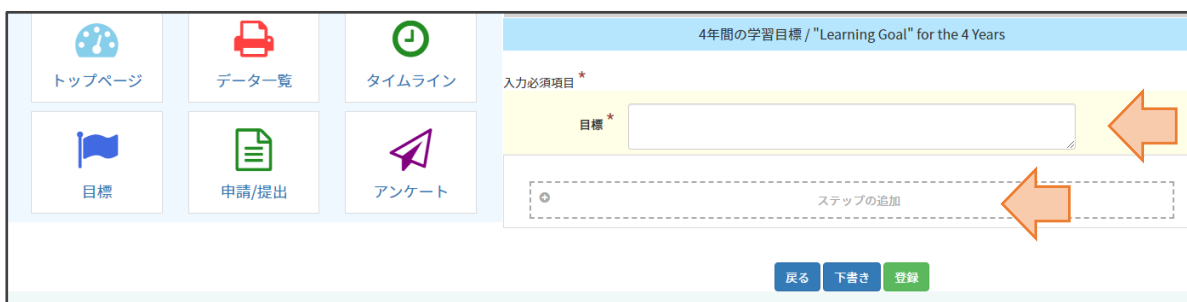 トップページ
データ一覧
タイムライン
目標
申請/提出
アンケート
4年間の学習目標 / "Learning Goal" for the 4 Years
入力必須項目 *
目標 *
ステップの追加
戻る
下書き
登録